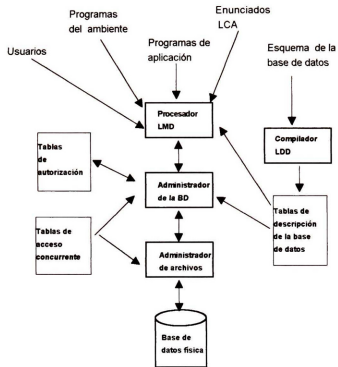 Enunciados
LCA
Programas
del ambiente
Programas de
aplicación
Esquema de la
base de datos
Usuarios
Procesador
LMD
Compilador
LDD
Tablas
de
autorización
Administrador
de la BD
Tablas de
descripción
de la base
de datos
Tablas de
acceso
concurrente
Administrador
de archivos
Base de
datos física